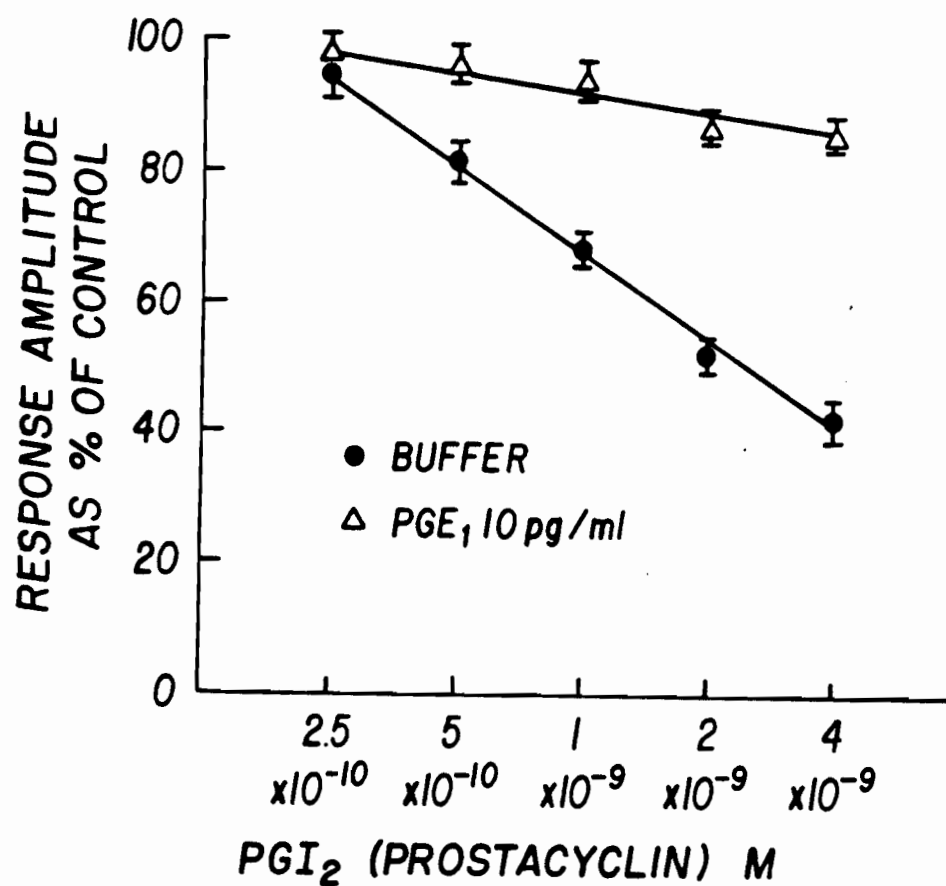 RESPONSE AMPLITUDE
AS % OF CONTROL
100
80
60
40
20
0
BUFFER
PGE₁ 10 pg/ml
2.5 5 1 2 4
x10⁻¹⁰ x10⁻¹⁰ x10⁻⁹ x10⁻⁹ x10⁻⁹
PGI₂ (PROSTACYCLIN) M